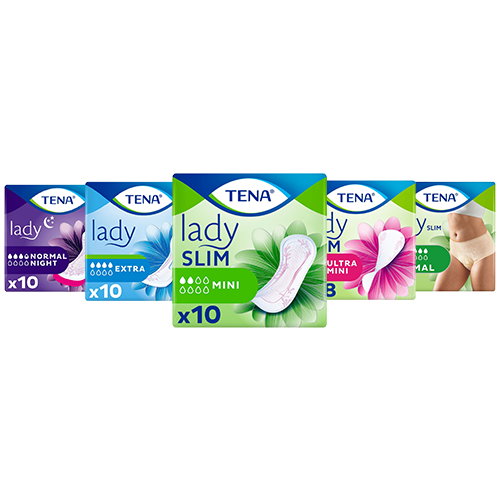 TENA
lady
NORMAL
NIGHT
x10
TENA
lady
EXTRA
x10
TENA
lady
SLIM
MINI
x10
TENA
ULTRA
MINI
8
TENA
SLIM